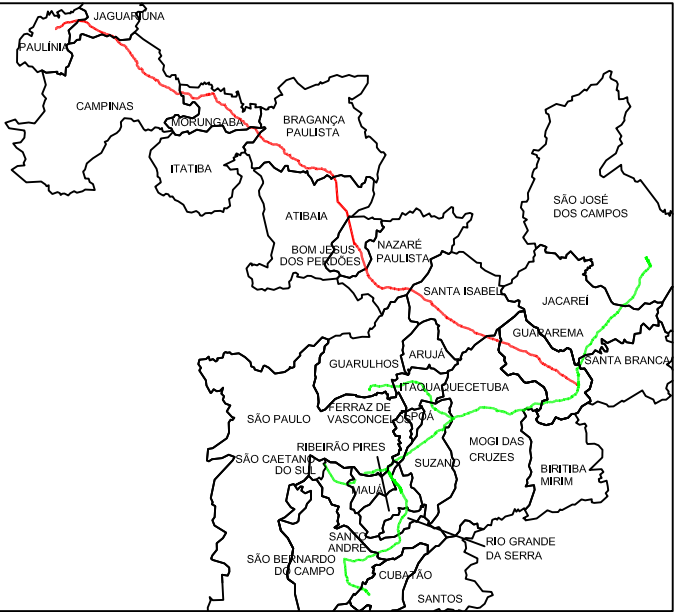 JAGUARIÚNA
PAULÍNIA
CAMPINAS
MORUNGABA
BRAGANÇA
PAULISTA
ITATIBA
ATIBAIA
BOM JESUS
DOS PERDÕES
NAZARÉ
PAULISTA
SÃO JOSÉ
DOS CAMPOS
SANTA ISABEL
JACAREÍ
GUARAREMA
SANTA BRANCA
GUARULHOS
ARUJÁ
ITAQUAQUECETUBA
FERRAZ DE
VASCONCELOS
POÁ
SÃO PAULO
RIBEIRÃO PIRES
MOGI DAS
CRUZES
SÃO CAETANO
DO SUL
SUZANO
BIRITIBA
MIRIM
MAUÁ
SANTO
ANDRÉ
RIO GRANDE
DA SERRA
SÃO BERNARDO
DO CAMPO
CUBATÃO
SANTOS